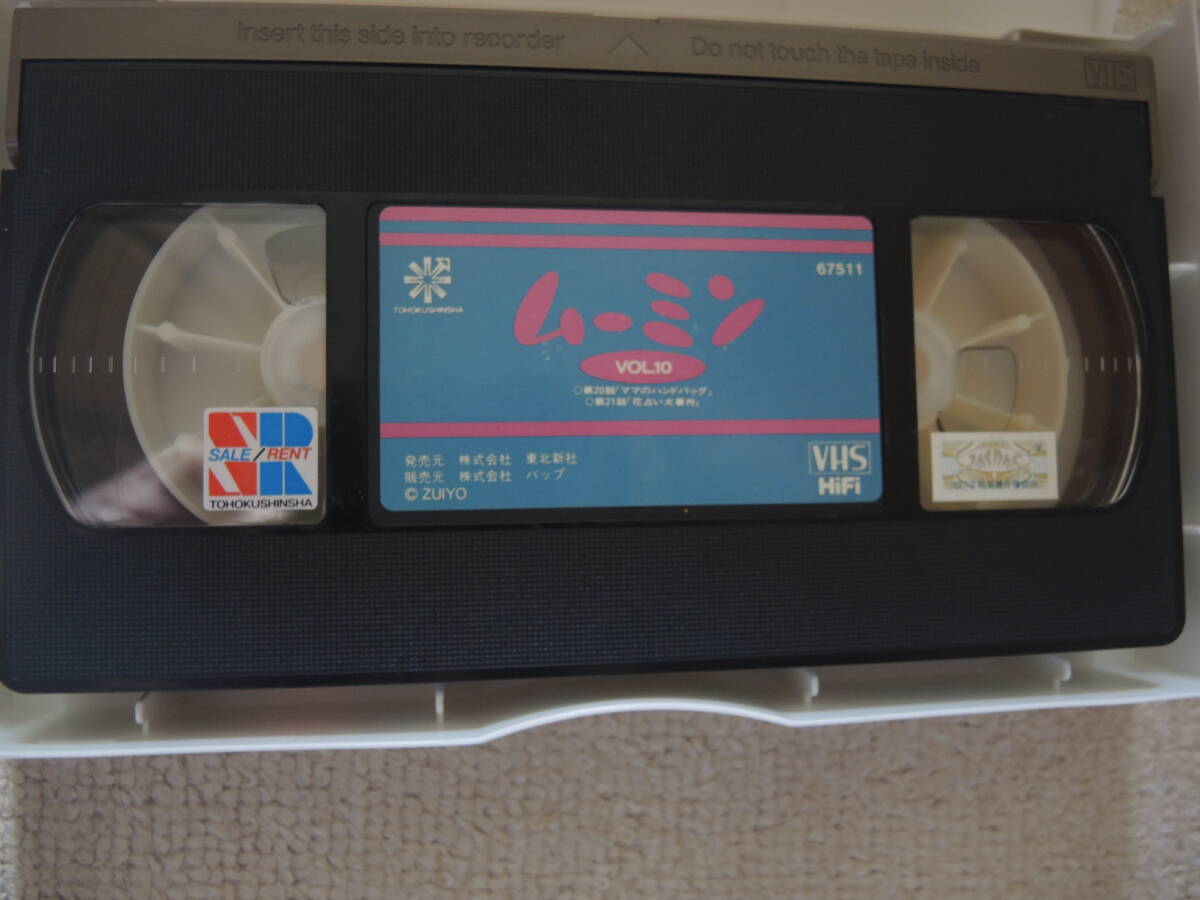 Insert this side into recorder
Do not touch the tape inside
VHS
TOHOKUSHINSHA
67511
ムーミン
VOL.10
○第20話「ママのハンドバッグ」
○第21話「花占い大事件」
発売元 株式会社 東北新社
販売元 株式会社 バップ
© ZUIYO
VHS
HiFi
SR
SALE/RENT
TOHOKUSHINSHA
JASRAC